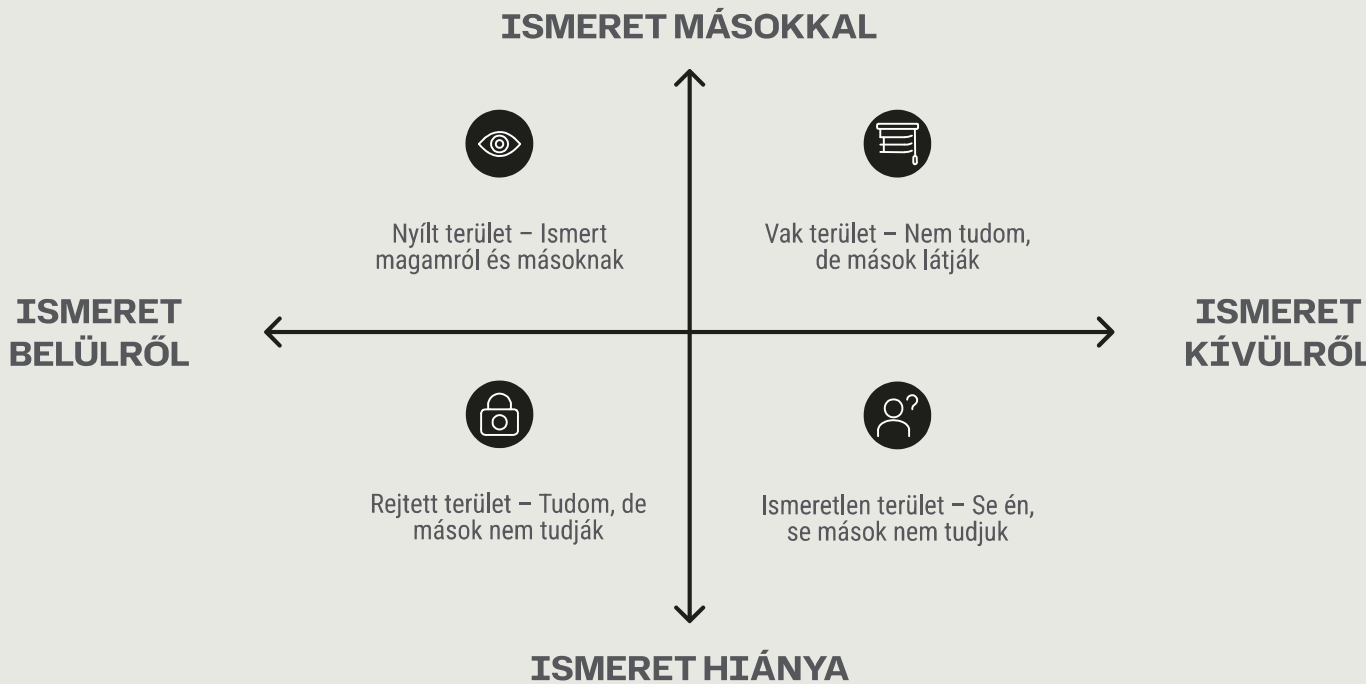 ISMERET MÁSOKKAL
Nyílt terület – Ismert
magamról és másoknak
Vak terület – Nem tudom,
de mások látják
ISMERET
BELÜLRŐL
ISMERET
KÍVÜLRŐL
Rejtett terület – Tudom, de
mások nem tudják
Ismeretlen terület – Se én,
se mások nem tudjuk
ISMERET HIÁNYA